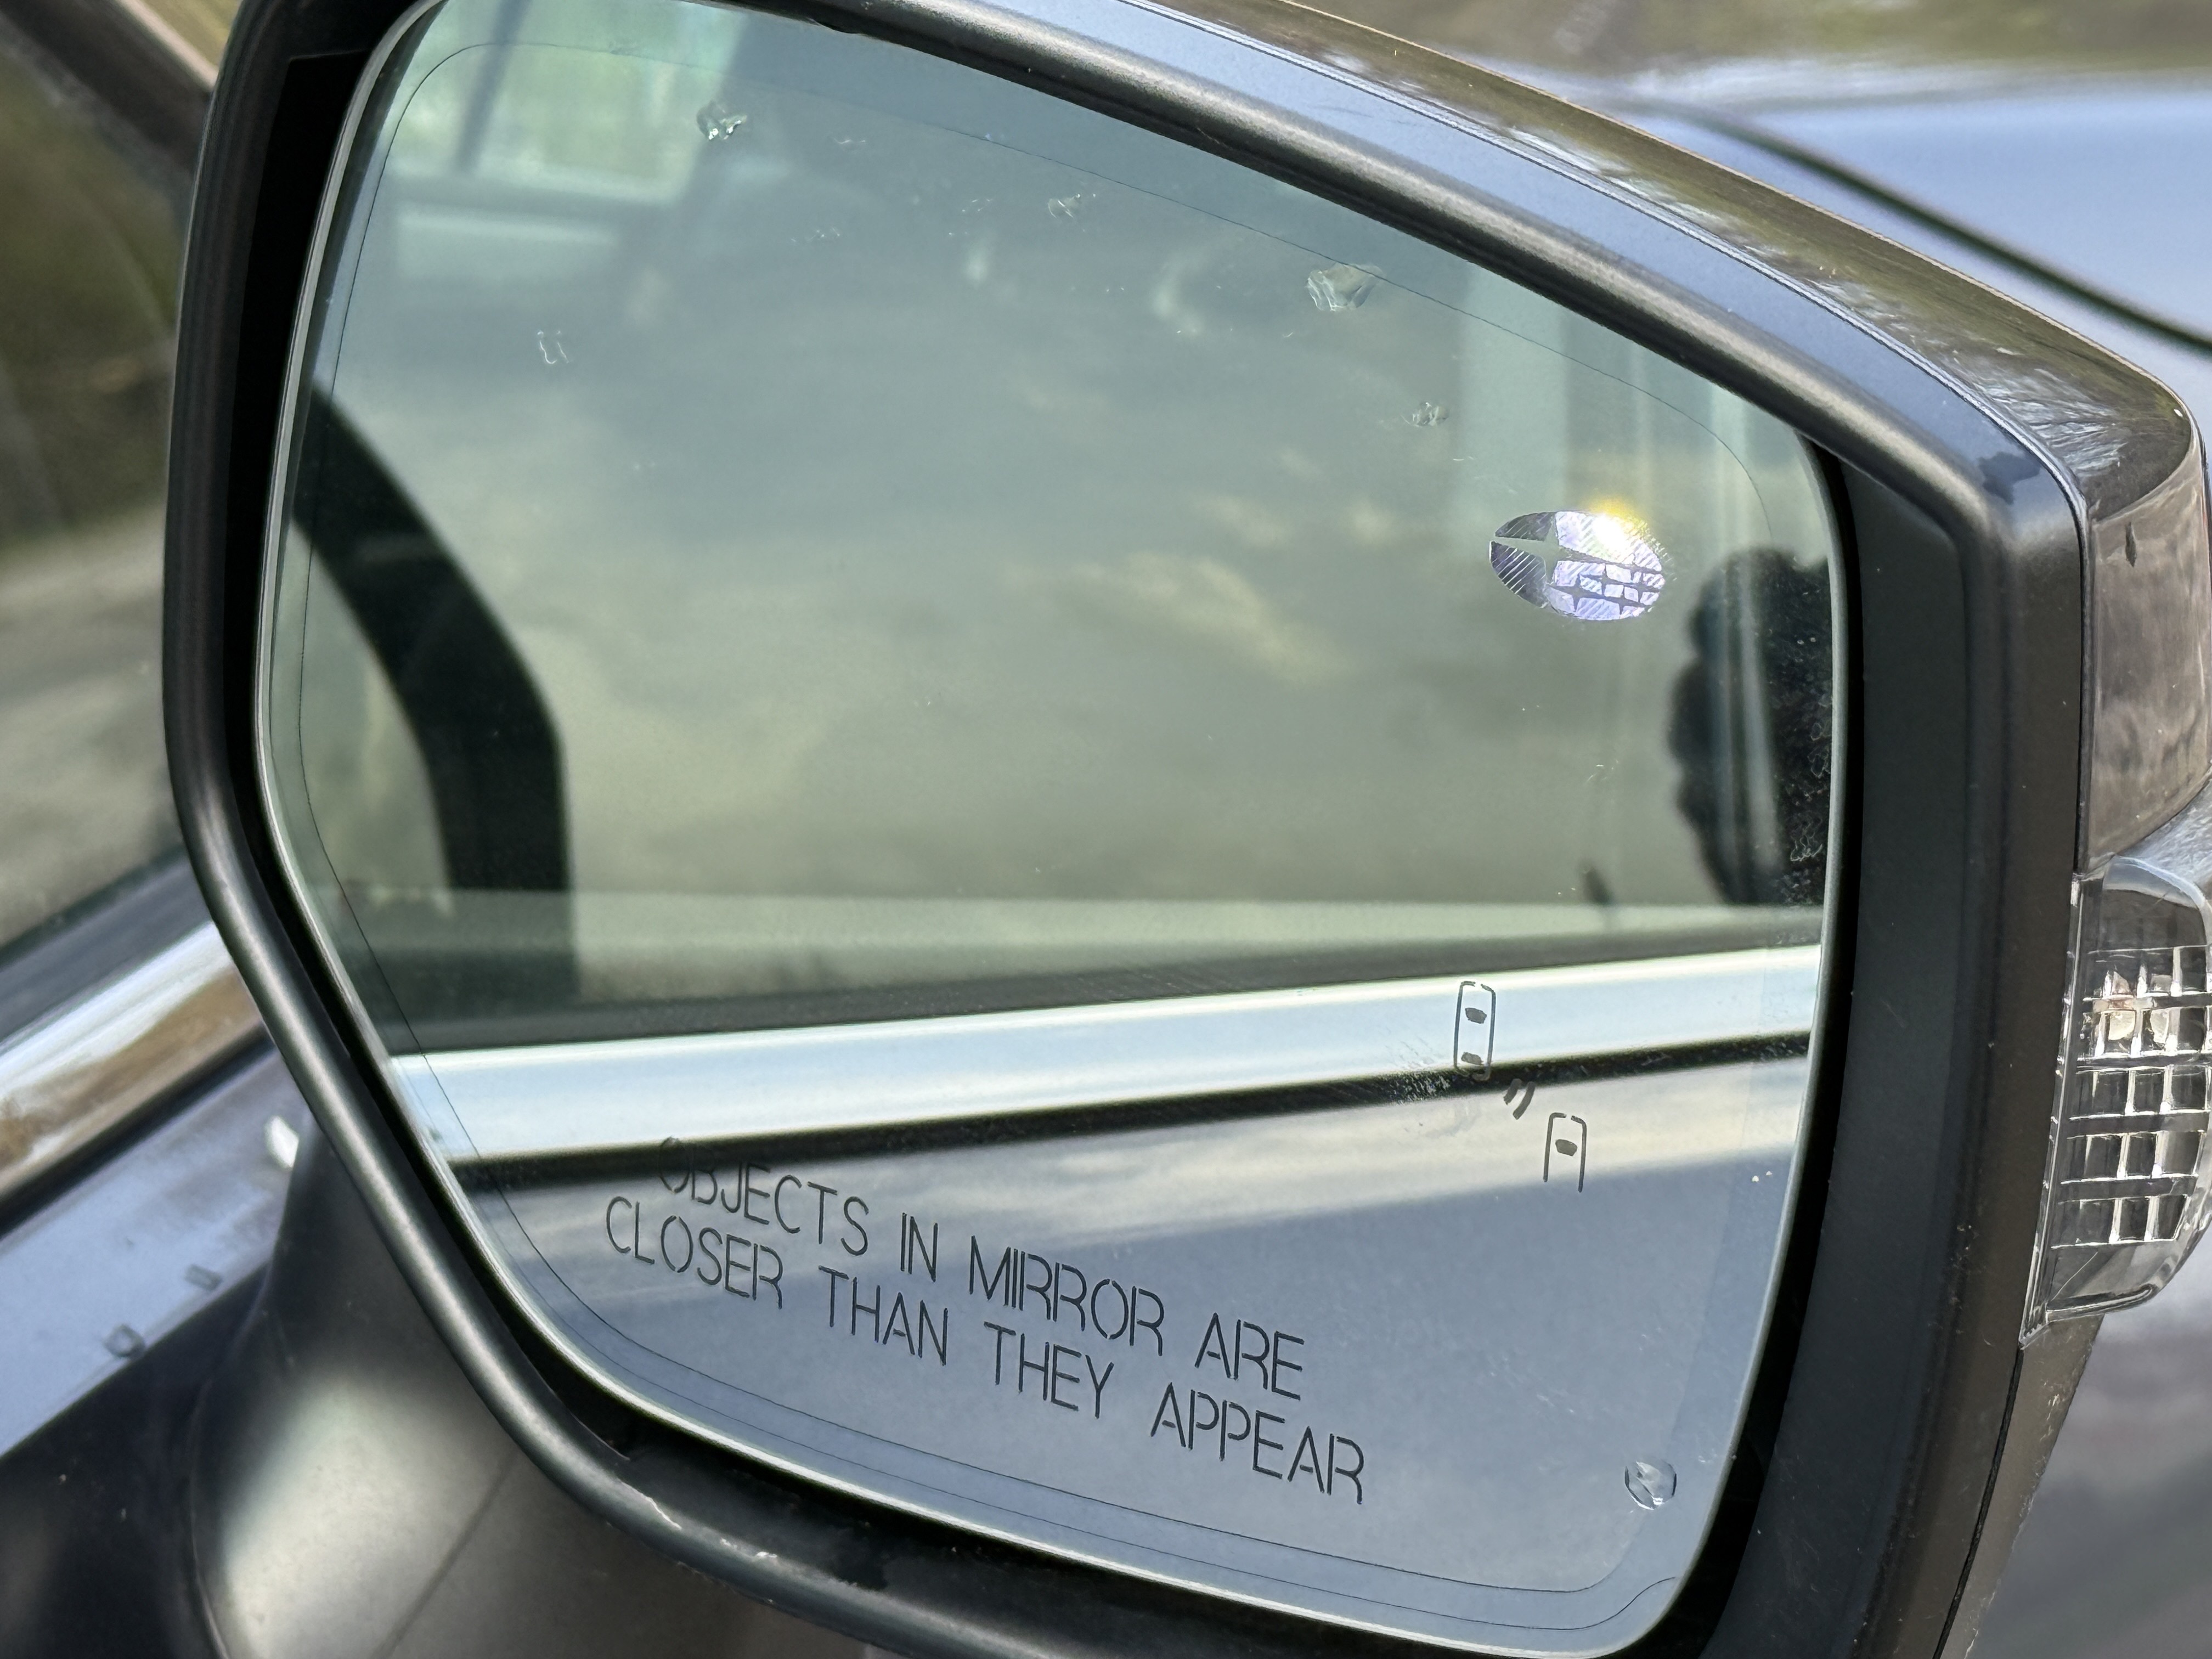 OBJECTS IN MIRROR ARE
CLOSER THAN THEY APPEAR